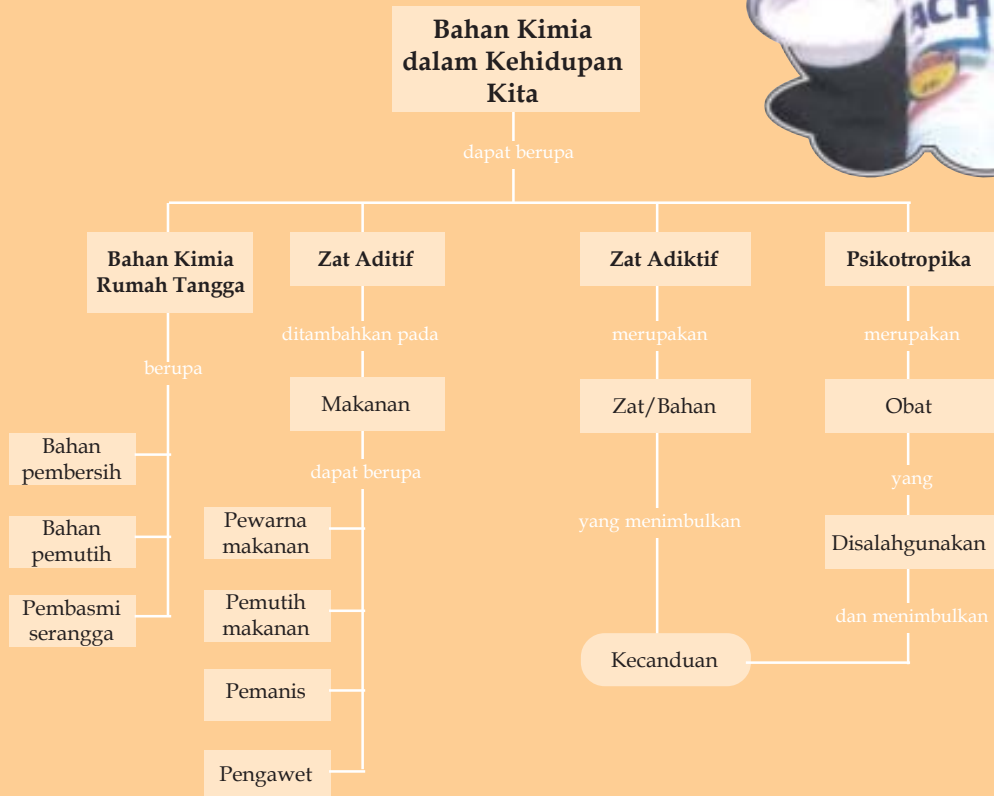 Bahan Kimia
dalam Kehidupan
Kita
dapat berupa
Bahan Kimia
Rumah Tangga
berupa
Bahan
pembersih
Bahan
pemutih
Pembasmi
serangga
Zat Aditif
ditambahkan pada
Makanan
dapat berupa
Pewarna
makanan
Pemutih
makanan
Pemanis
Pengawet
Zat Adiktif
merupakan
Zat/Bahan
yang menimbulkan
Kecanduan
Psikotropika
merupakan
Obat
yang
Disalahgunakan
dan menimbulkan
ACH